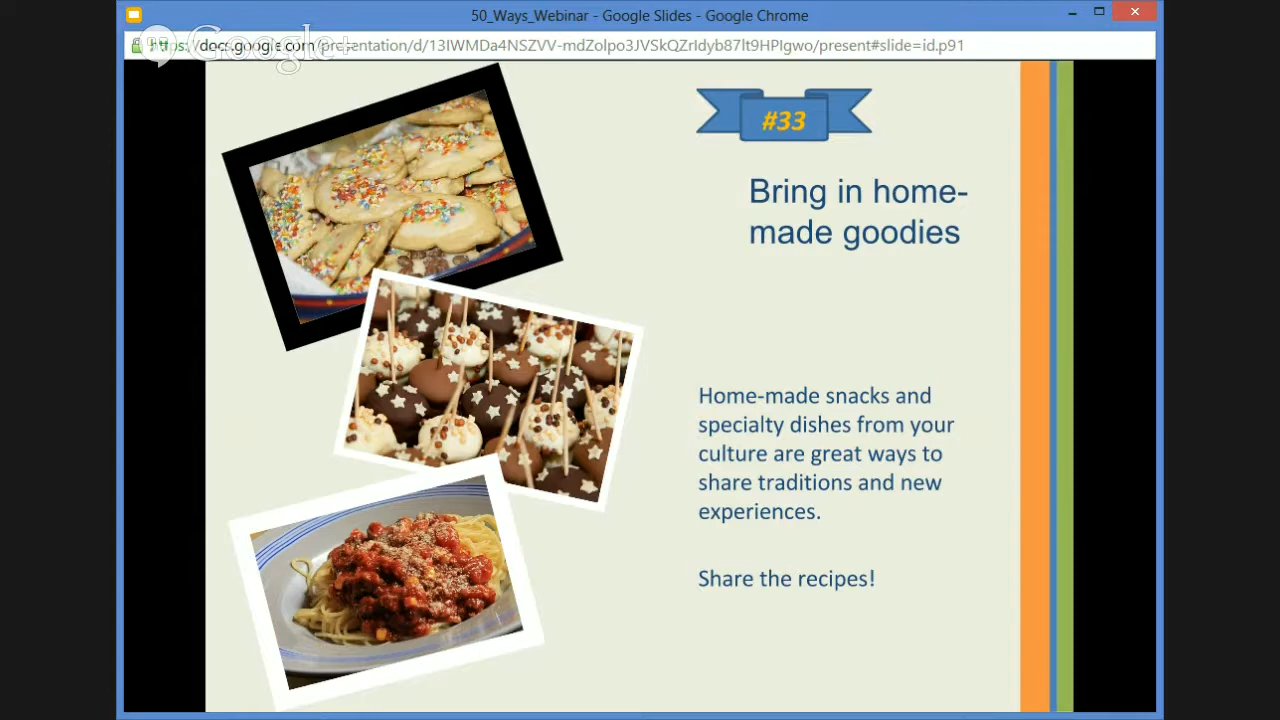 50_Ways_Webinar - Google Slides - Google Chrome
https://docs.google.com/presentation/d/13IWMDa4NSZVV-mdZolpo3JVSkQZrIdyb87lt9HPIgwo/present#slide=id.p91
Google+
#33
Bring in home-
made goodies
Home-made snacks and
specialty dishes from your
culture are great ways to
share traditions and new
experiences.
Share the recipes!